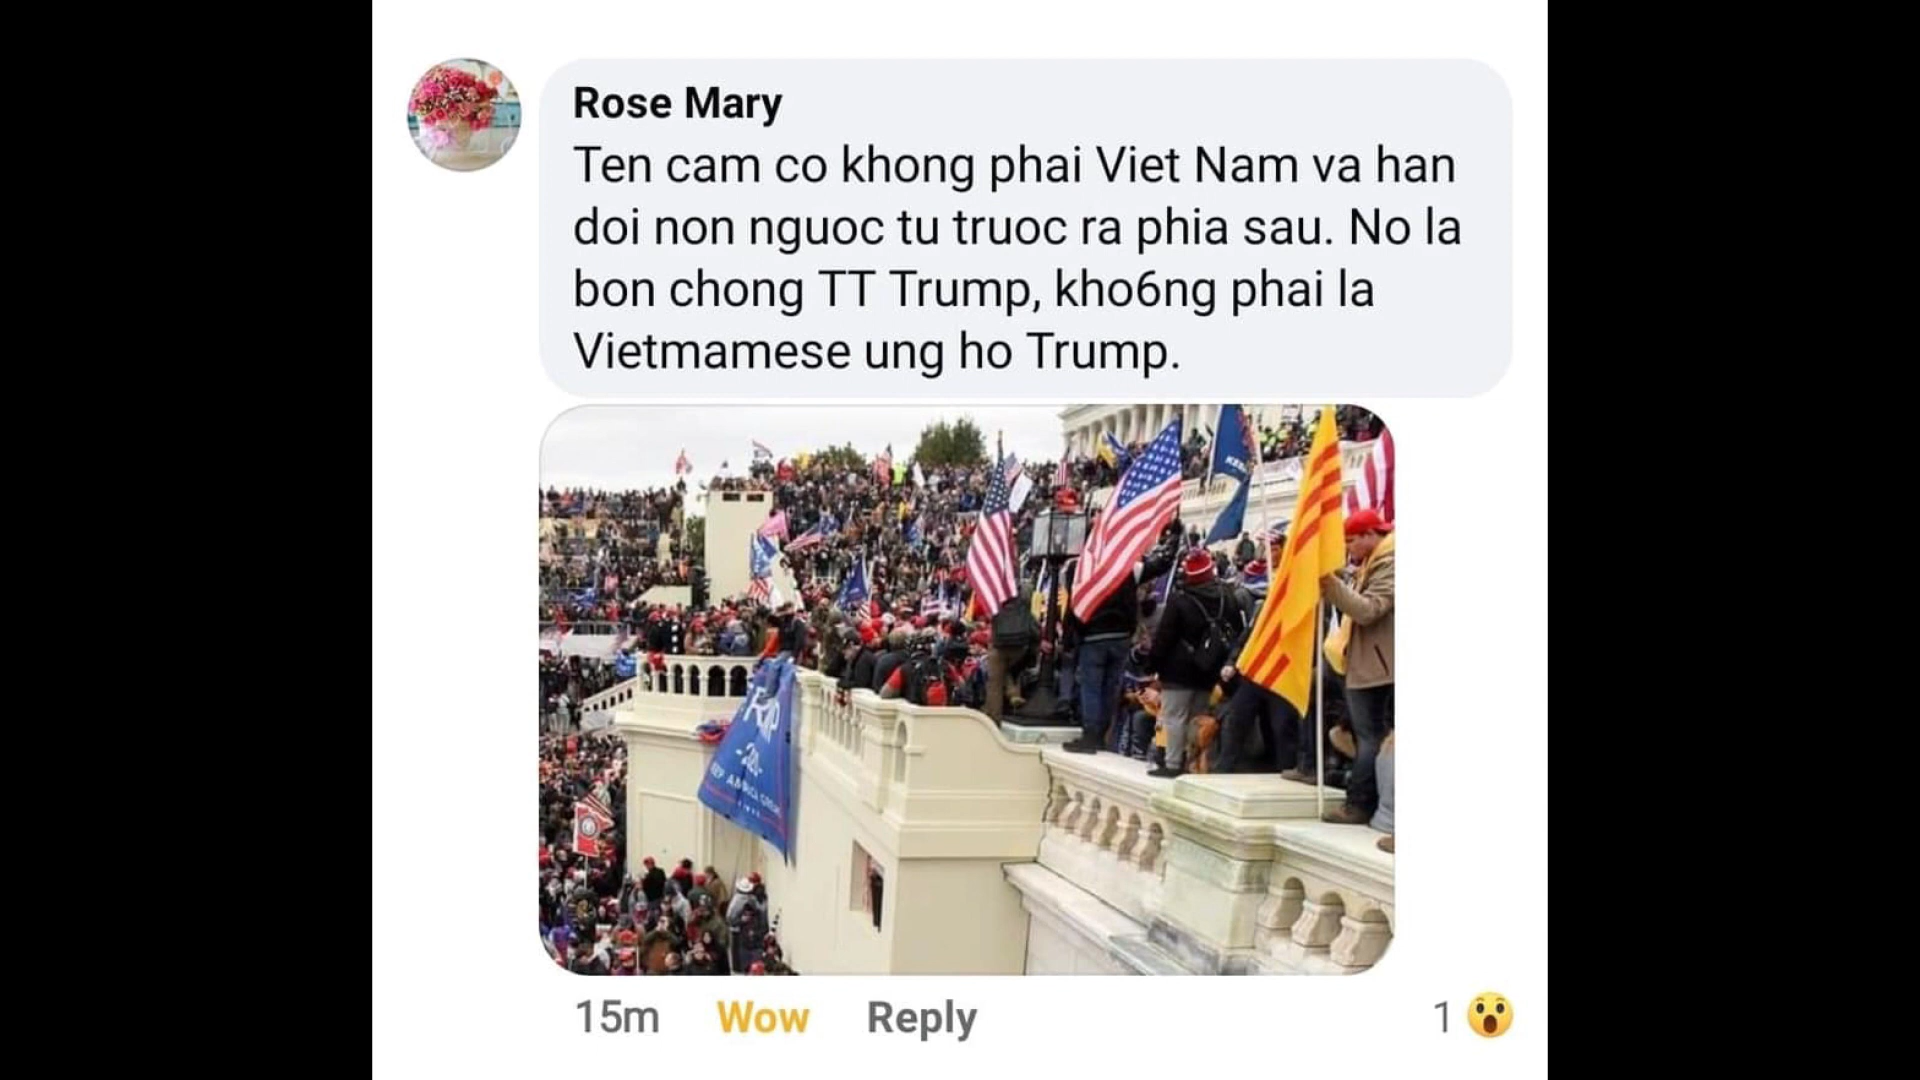 Rose Mary
Ten cam co khong phai Viet Nam va han
doi non nguoc tu truoc ra phia sau. No la
bon chong TT Trump, kho6ng phai la
Vietmamese ung ho Trump.
15m Wow Reply 1